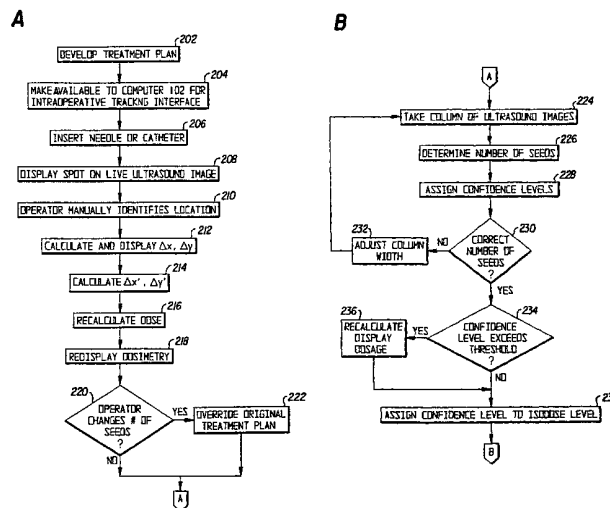 A
202
DEVELOP TREATMENT PLAN
204
MAKE AVAILABLE TO COMPUTER 102 FOR
INTRAOPERATIVE TRACKNG INTERFACE
206
INSERT NEEDLE OR CATHETER
208
DISPLAY SPOT ON LIVE ULTRASOUND IMAGE
210
OPERATOR MANUALLY IDENTIFIES LOCATION
212
CALCULATE AND DISPLAY Δx, Δy
214
CALCULATE Δx', Δy'
216
RECALCULATE DOSE
218
REDISPLAY DOSIMETRY
220
OPERATOR
CHANGES # OF
SEEDS
?
YES
222
OVERRIDE ORIGINAL
TREATMENT PLAN
NO
A
B
A
224
TAKE COLUMN OF ULTRASOUND IMAGES
226
DETERMINE NUMBER OF SEEDS
228
ASSIGN CONFIDENCE LEVELS
230
CORRECT
NUMBER OF
SEEDS
?
NO
232
ADJUST COLUMN
WIDTH
YES
234
CONFIDENCE
LEVEL EXCEEDS
THRESHOLD
?
YES
236
RECALCULATE
DISPLAY
DOSAGE
NO
ASSIGN CONFIDENCE LEVEL TO ISODOSE LEVEL
B